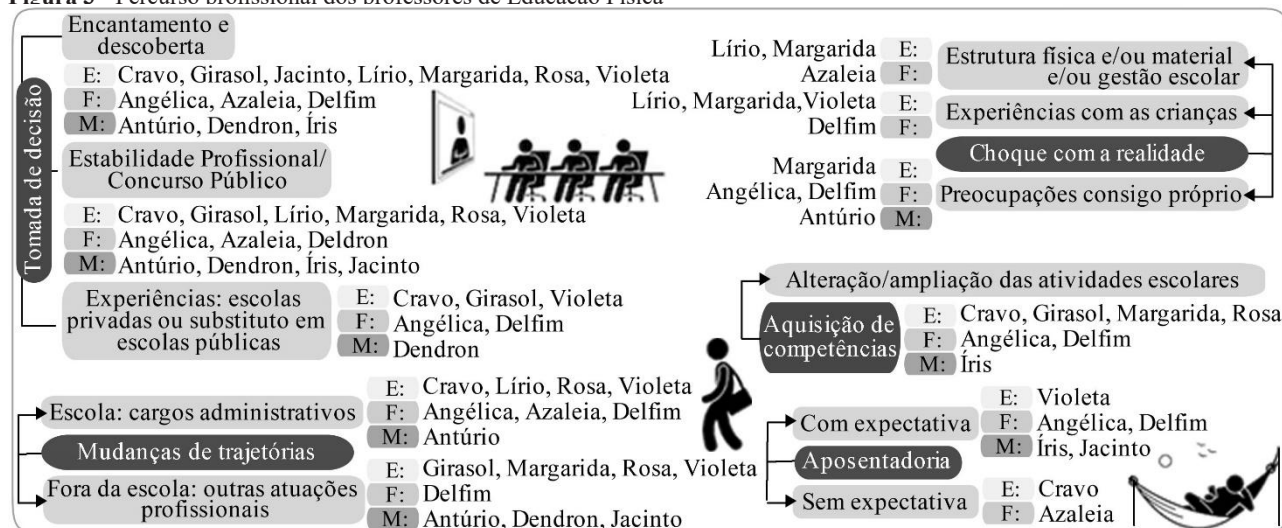 Figura 3 - Percurso profissional dos professores de Educação Física
Tomada de decisão
Encantamento e
descoberta
E: Cravo, Girasol, Jacinto, Lírio, Margarida, Rosa, Violeta
F: Angélica, Azaleia, Delfim
M: Antúrio, Dendron, Íris
Estabilidade Profissional/
Concurso Público
E: Cravo, Girasol, Lírio, Margarida, Rosa, Violeta
F: Angélica, Azaleia, Deldron
M: Antúrio, Dendron, Íris, Jacinto
Experiências: escolas
privadas ou substituto em
escolas públicas
E: Cravo, Girasol, Violeta
F: Angélica, Delfim
M: Dendron
Escola: cargos administrativos
E: Cravo, Lírio, Rosa, Violeta
F: Angélica, Azaleia, Delfim
M: Antúrio
Mudanças de trajetórias
Fora da escola: outras atuações
profissionais
E: Girasol, Margarida, Rosa, Violeta
F: Delfim
M: Antúrio, Dendron, Jacinto
Lírio, Margarida E:
Azaleia F:
Estrutura física e/ou material
e/ou gestão escolar
Lírio, Margarida,Violeta E:
Delfim F:
Experiências com as crianças
Choque com a realidade
Margarida E:
Angélica, Delfim F:
Antúrio M:
Preocupações consigo próprio
Alteração/ampliação das atividades escolares
Aquisição de
competências
E: Cravo, Girasol, Margarida, Rosa
F: Angélica, Delfim
M: Íris
Com expectativa
E: Violeta
F: Angélica, Delfim
M: Íris, Jacinto
Aposentadoria
Sem expectativa
E: Cravo
F: Azaleia